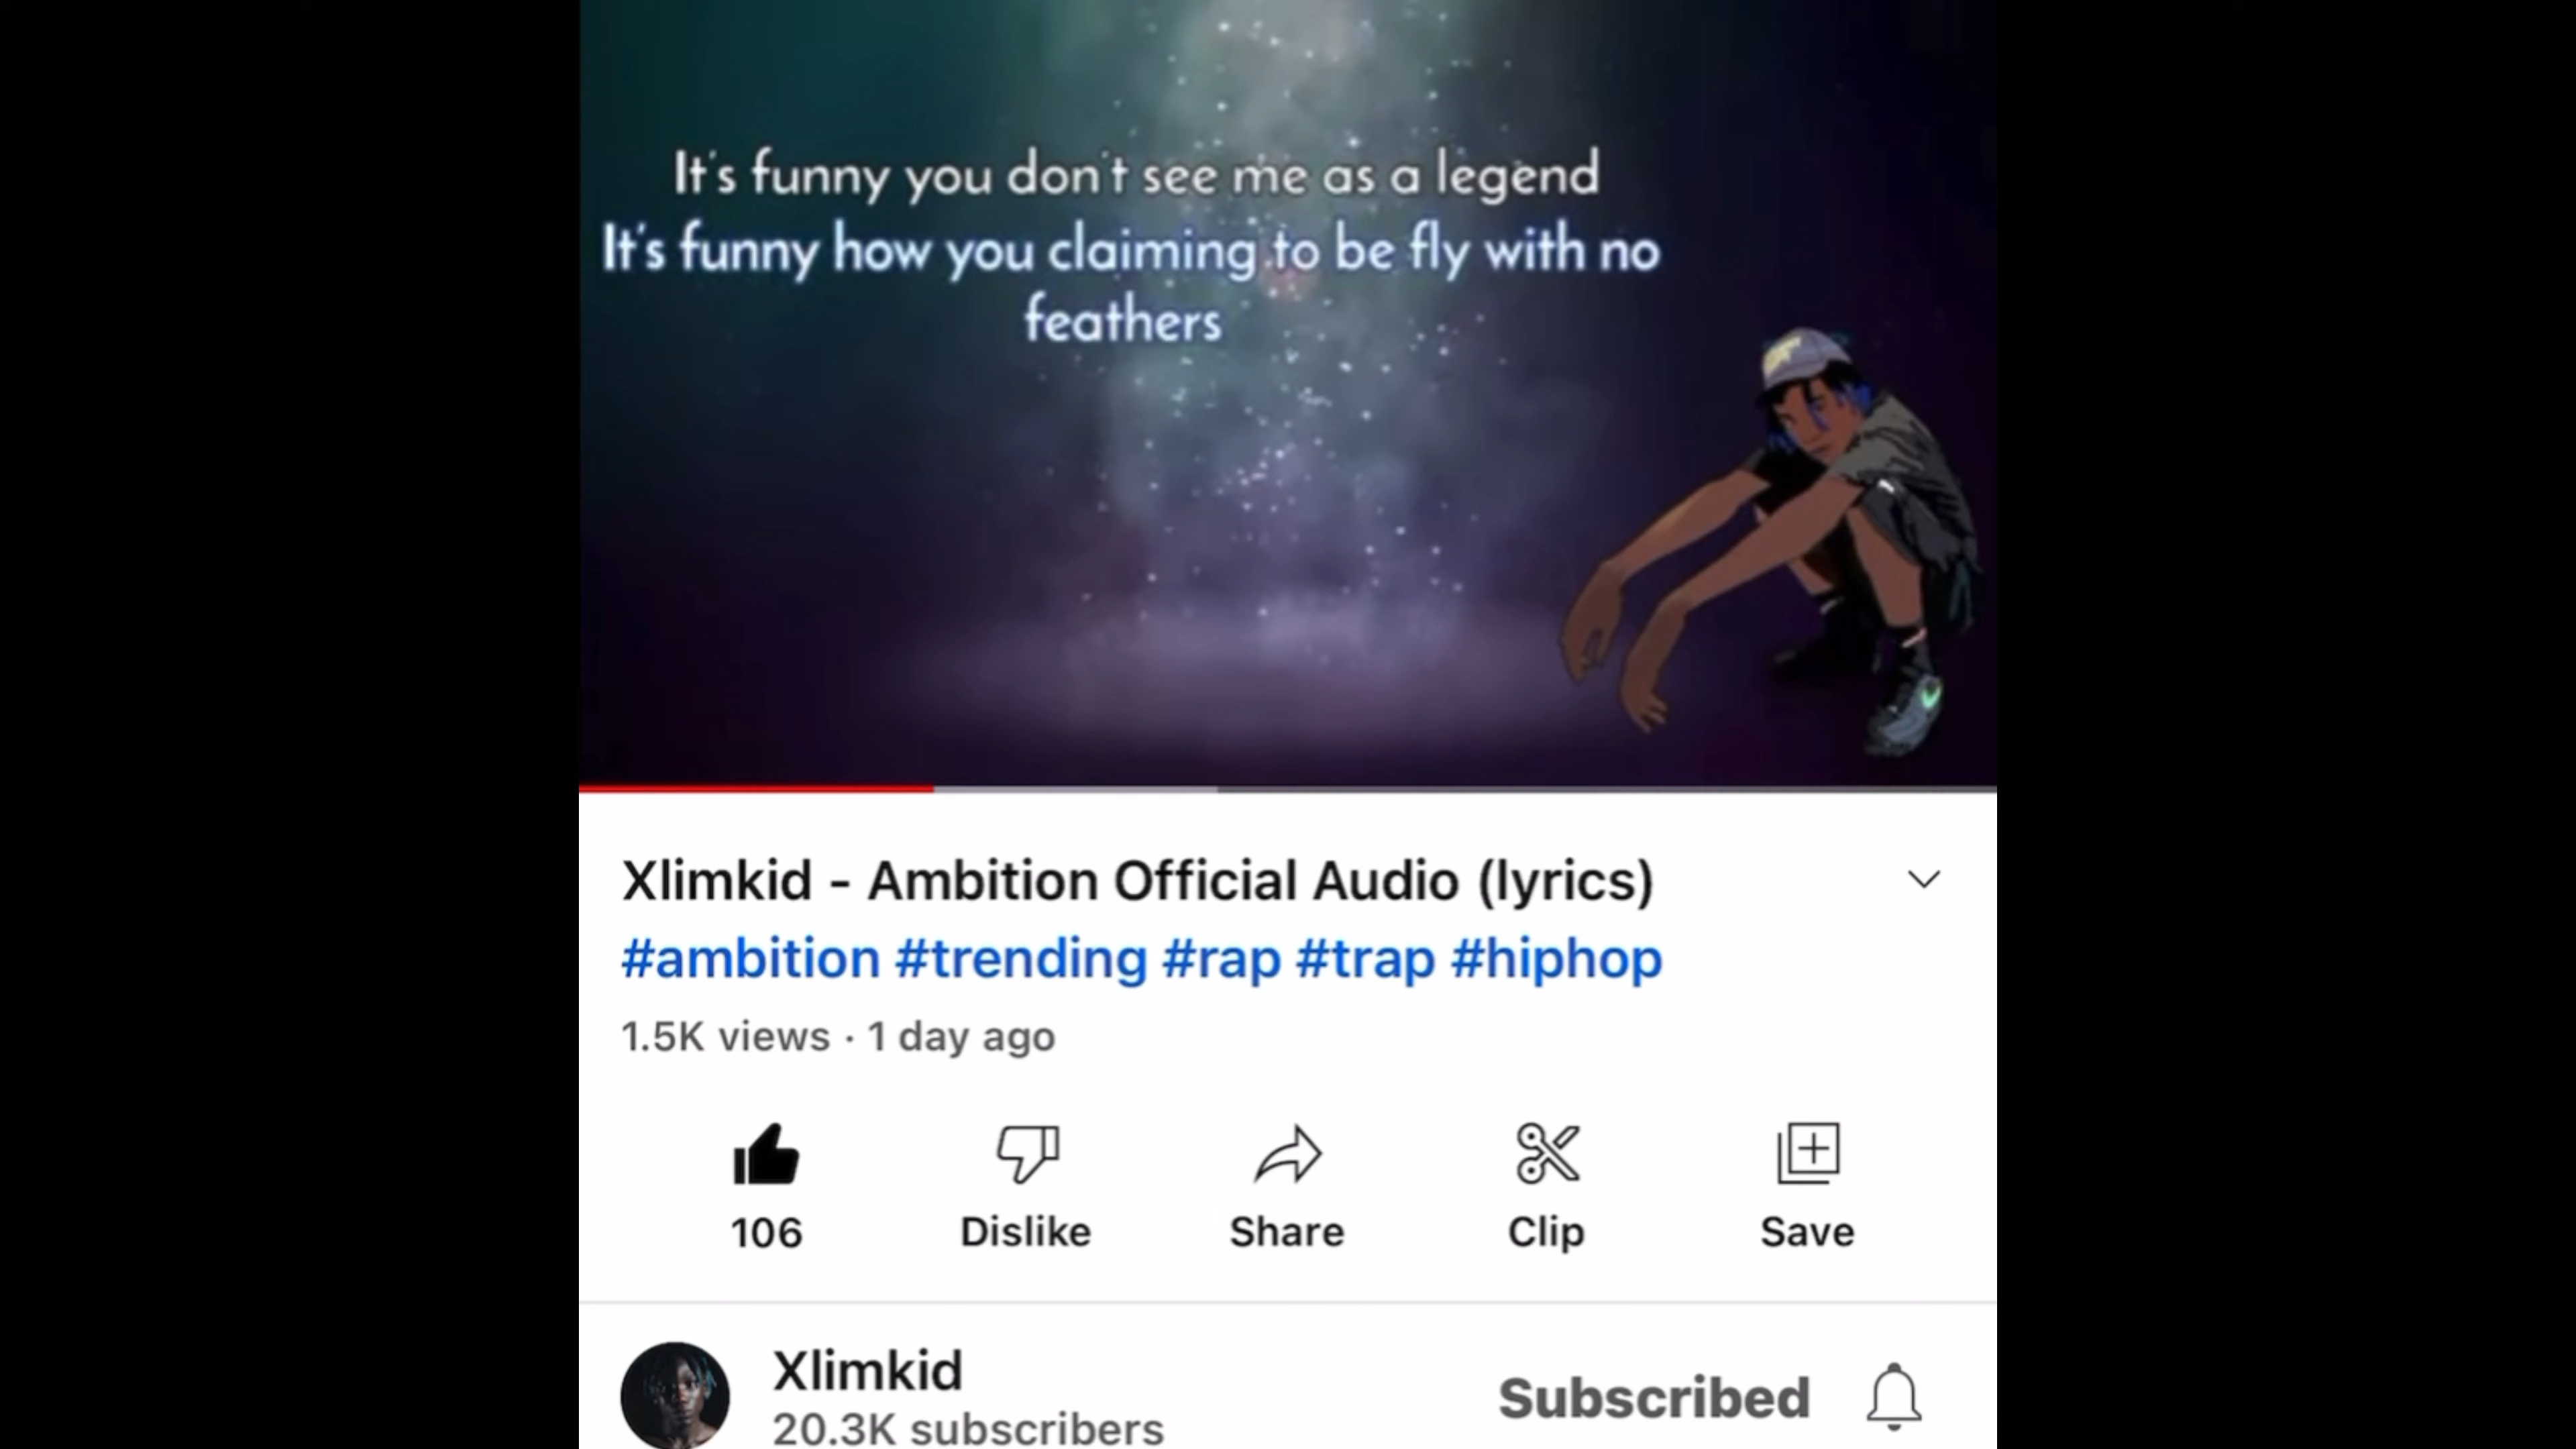 It's funny you don't see me as a legend
It's funny how you claiming to be fly with no
feathers
Xlimkid - Ambition Official Audio (lyrics)
#ambition #trending #rap #trap #hiphop
1.5K views · 1 day ago
106 Dislike Share Clip Save
Xlimkid
20.3K subscribers
Subscribed